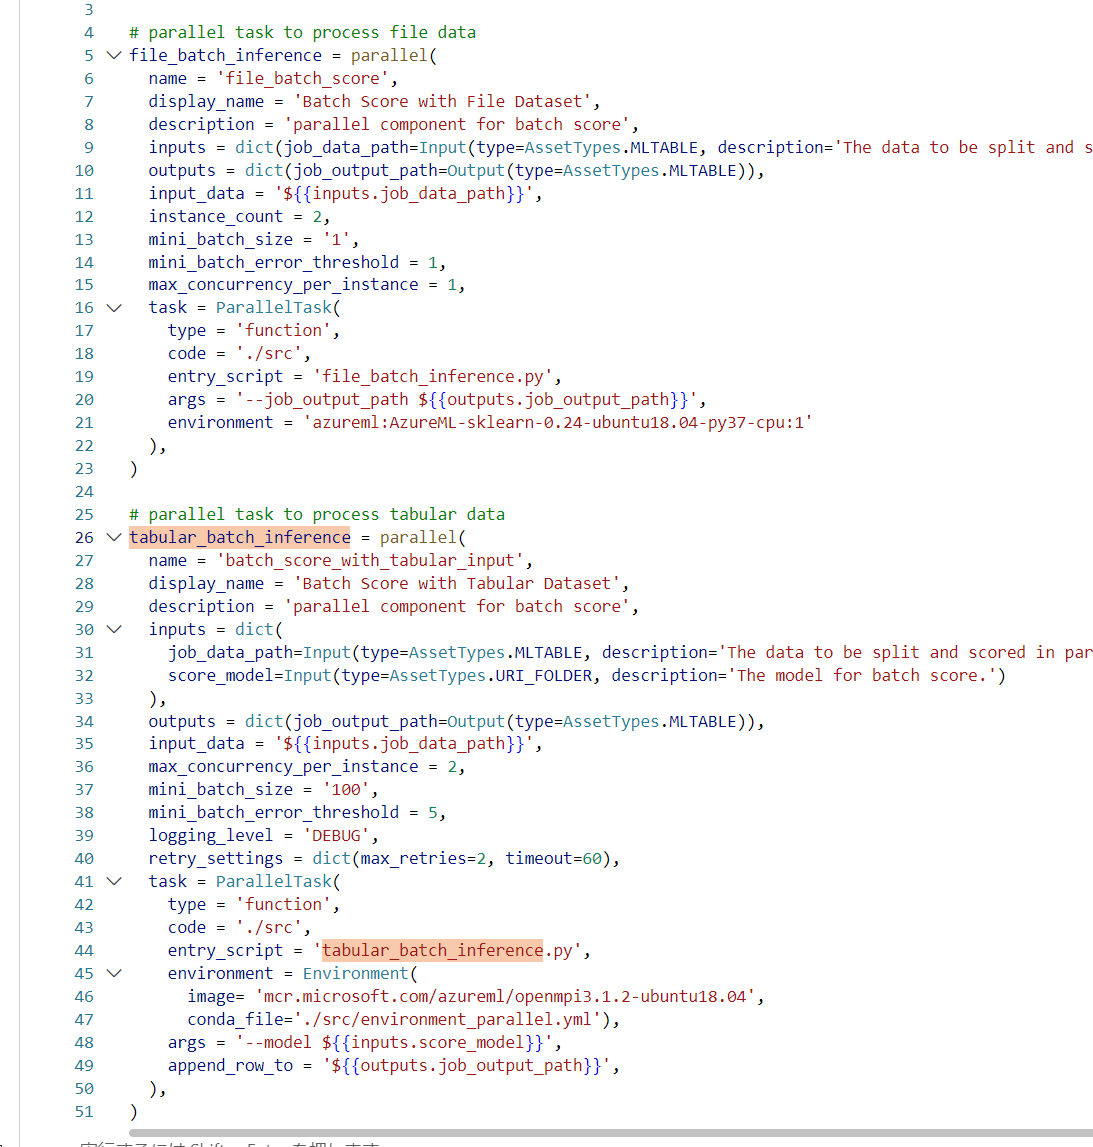 3
4 # parallel task to process file data
5 file_batch_inference = parallel(
6 name = 'file_batch_score',
7 display_name = 'Batch Score with File Dataset',
8 description = 'parallel component for batch score',
9 inputs = dict(job_data_path=Input(type=AssetTypes.MLTABLE, description='The data to be split and s
10 outputs = dict(job_output_path=Output(type=AssetTypes.MLTABLE)),
11 input_data = '${{inputs.job_data_path}}',
12 instance_count = 2,
13 mini_batch_size = '1',
14 mini_batch_error_threshold = 1,
15 max_concurrency_per_instance = 1,
16 task = ParallelTask(
17 type = 'function',
18 code = './src',
19 entry_script = 'file_batch_inference.py',
20 args = '--job_output_path ${{outputs.job_output_path}}',
21 environment = 'azureml:AzureML-sklearn-0.24-ubuntu18.04-py37-cpu:1'
22 ),
23 )
24
25 # parallel task to process tabular data
26 tabular_batch_inference = parallel(
27 name = 'batch_score_with_tabular_input',
28 display_name = 'Batch Score with Tabular Dataset',
29 description = 'parallel component for batch score',
30 inputs = dict(
31 job_data_path=Input(type=AssetTypes.MLTABLE, description='The data to be split and scored in par
32 score_model=Input(type=AssetTypes.URI_FOLDER, description='The model for batch score.')
33 ),
34 outputs = dict(job_output_path=Output(type=AssetTypes.MLTABLE)),
35 input_data = '${{inputs.job_data_path}}',
36 max_concurrency_per_instance = 2,
37 mini_batch_size = '100',
38 mini_batch_error_threshold = 5,
39 logging_level = 'DEBUG',
40 retry_settings = dict(max_retries=2, timeout=60),
41 task = ParallelTask(
42 type = 'function',
43 code = './src',
44 entry_script = 'tabular_batch_inference.py',
45 environment = Environment(
46 image= 'mcr.microsoft.com/azureml/openmpi3.1.2-ubuntu18.04',
47 conda_file='./src/environment_parallel.yml'),
48 args = '--model ${{inputs.score_model}}',
49 append_row_to = '${{outputs.job_output_path}}',
50 ),
51 )